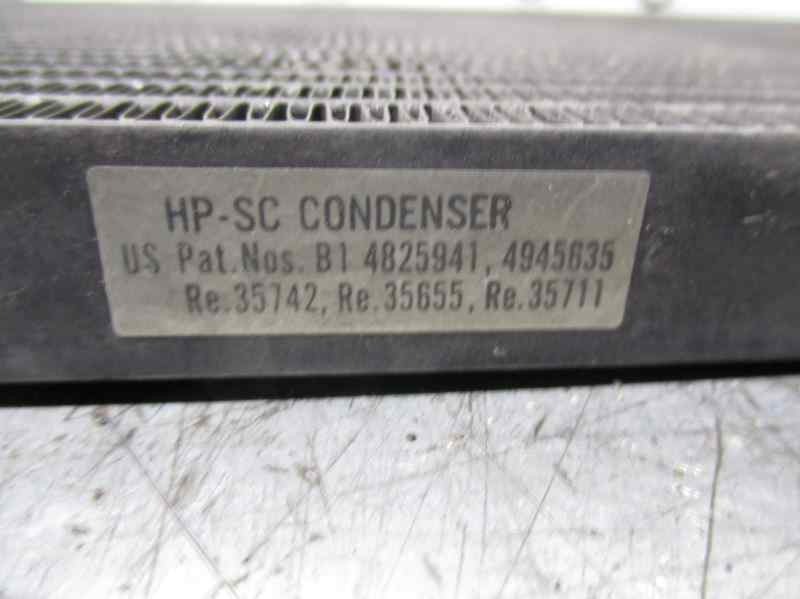 HP-SC CONDENSER
US Pat.Nos. B1 4825941, 4945635
Re.35742, Re.35655, Re.35711